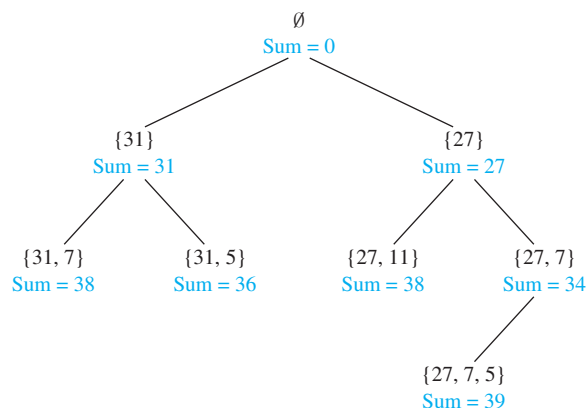 ∅
Sum = 0
{31}
Sum = 31
{27}
Sum = 27
{31, 7}
Sum = 38
{31, 5}
Sum = 36
{27, 11}
Sum = 38
{27, 7}
Sum = 34
{27, 7, 5}
Sum = 39